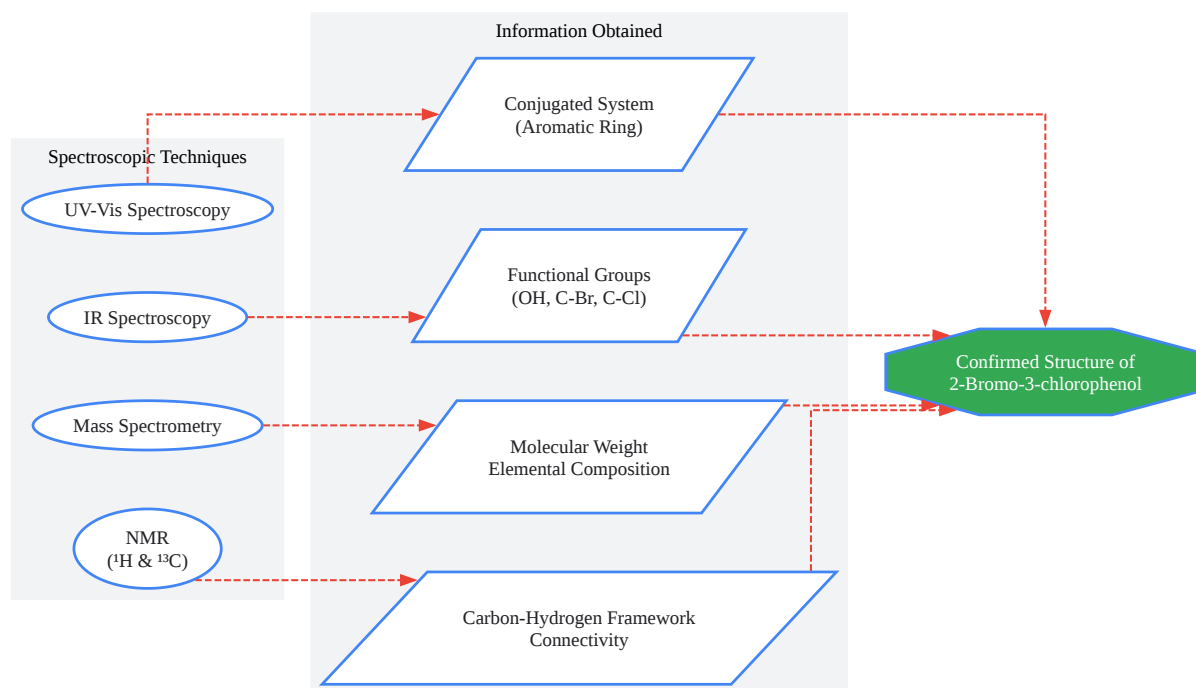 Information Obtained
Conjugated System
(Aromatic Ring)
Spectroscopic Techniques
UV-Vis Spectroscopy
Functional Groups
(OH, C-Br, C-Cl)
IR Spectroscopy
Confirmed Structure of
2-Bromo-3-chlorophenol
Mass Spectrometry
Molecular Weight
Elemental Composition
NMR
(¹H & ¹³C)
Carbon-Hydrogen Framework
Connectivity